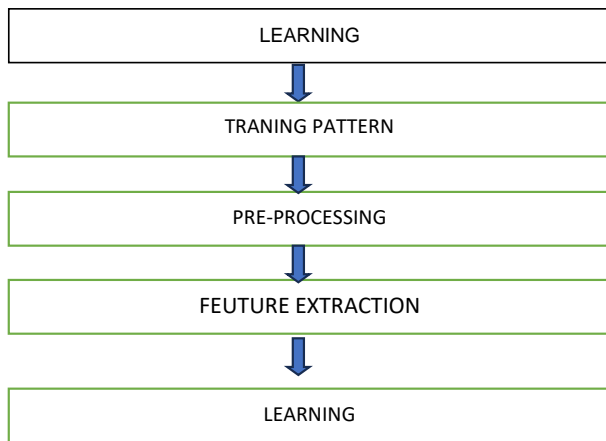 LEARNING
TRANING PATTERN
PRE-PROCESSING
FEUTURE EXTRACTION
LEARNING